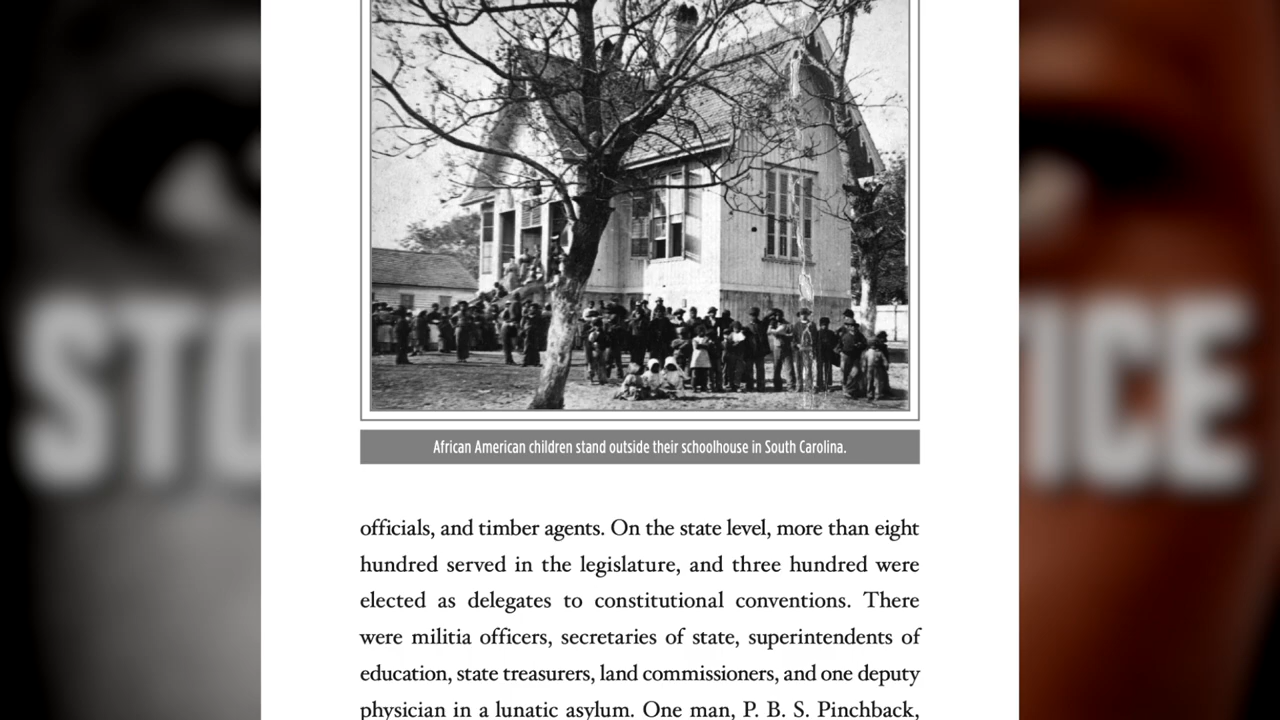 African American children stand outside their schoolhouse in South Carolina.
officials, and timber agents. On the state level, more than eight
hundred served in the legislature, and three hundred were
elected as delegates to constitutional conventions. There
were militia officers, secretaries of state, superintendents of
education, state treasurers, land commissioners, and one deputy
physician in a lunatic asylum. One man, P. B. S. Pinchback,